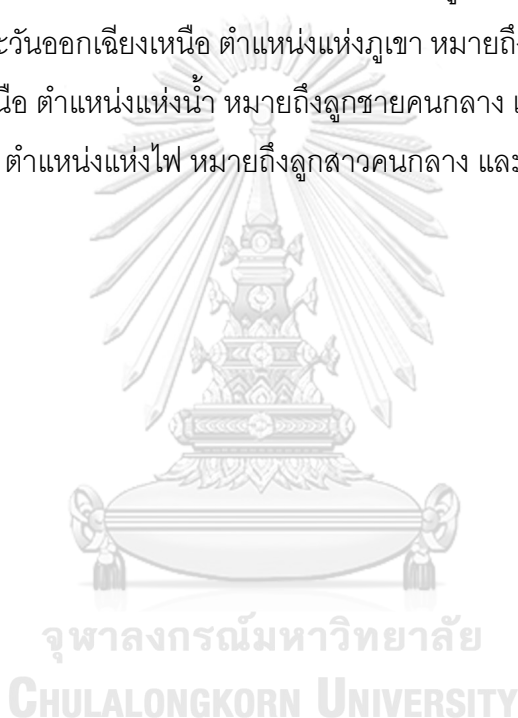 ะวันออกเฉียงเหนือ ตำแหน่งแห่งภูเขา หมายถึง
นือ ตำแหน่งแห่งน้ำ หมายถึงลูกชายคนกลาง
ตำแหน่งแห่งไฟ หมายถึงลูกสาวคนกลาง และ
จุฬาลงกรณ์มหาวิทยาลัย
CHULALONGKORN UNIVERSITY